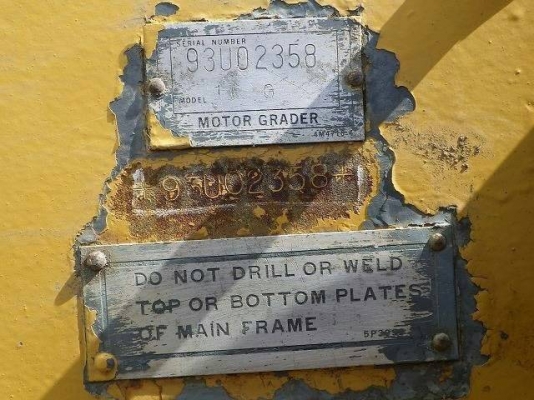 SERIAL NUMBER
93U02358
MODEL G
MOTOR GRADER
+93U02358+
DO NOT DRILL OR WELD
TOP OR BOTTOM PLATES
OF MAIN FRAME